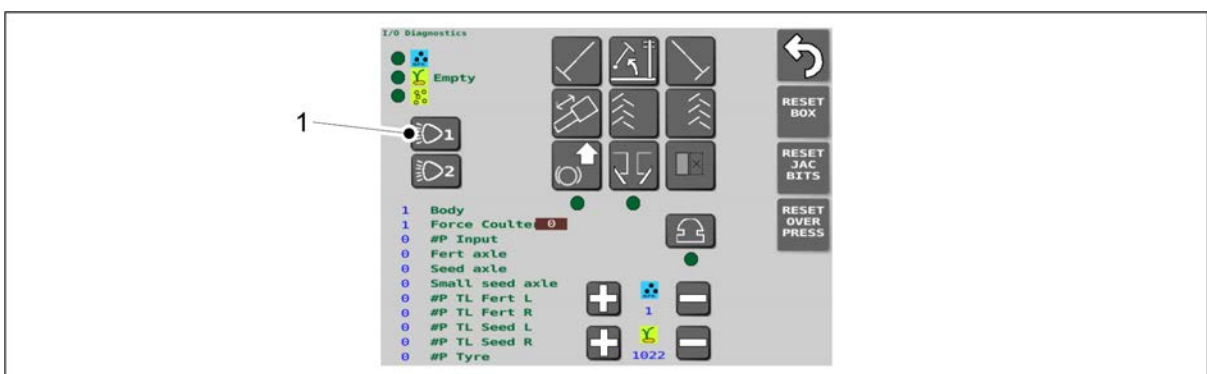 I/O Diagnostics
Empty
1
1
2
RESET
BOX
RESET
JAC
BITS
RESET
OVER
PRESS
1 Body
1 Force Coulte 0
0 #P Input
0 Fert axle
0 Seed axle
0 Small seed axle
0 #P TL Fert L
0 #P TL Fert R
0 #P TL Seed L
0 #P TL Seed R
0 #P Tyre
1
1022